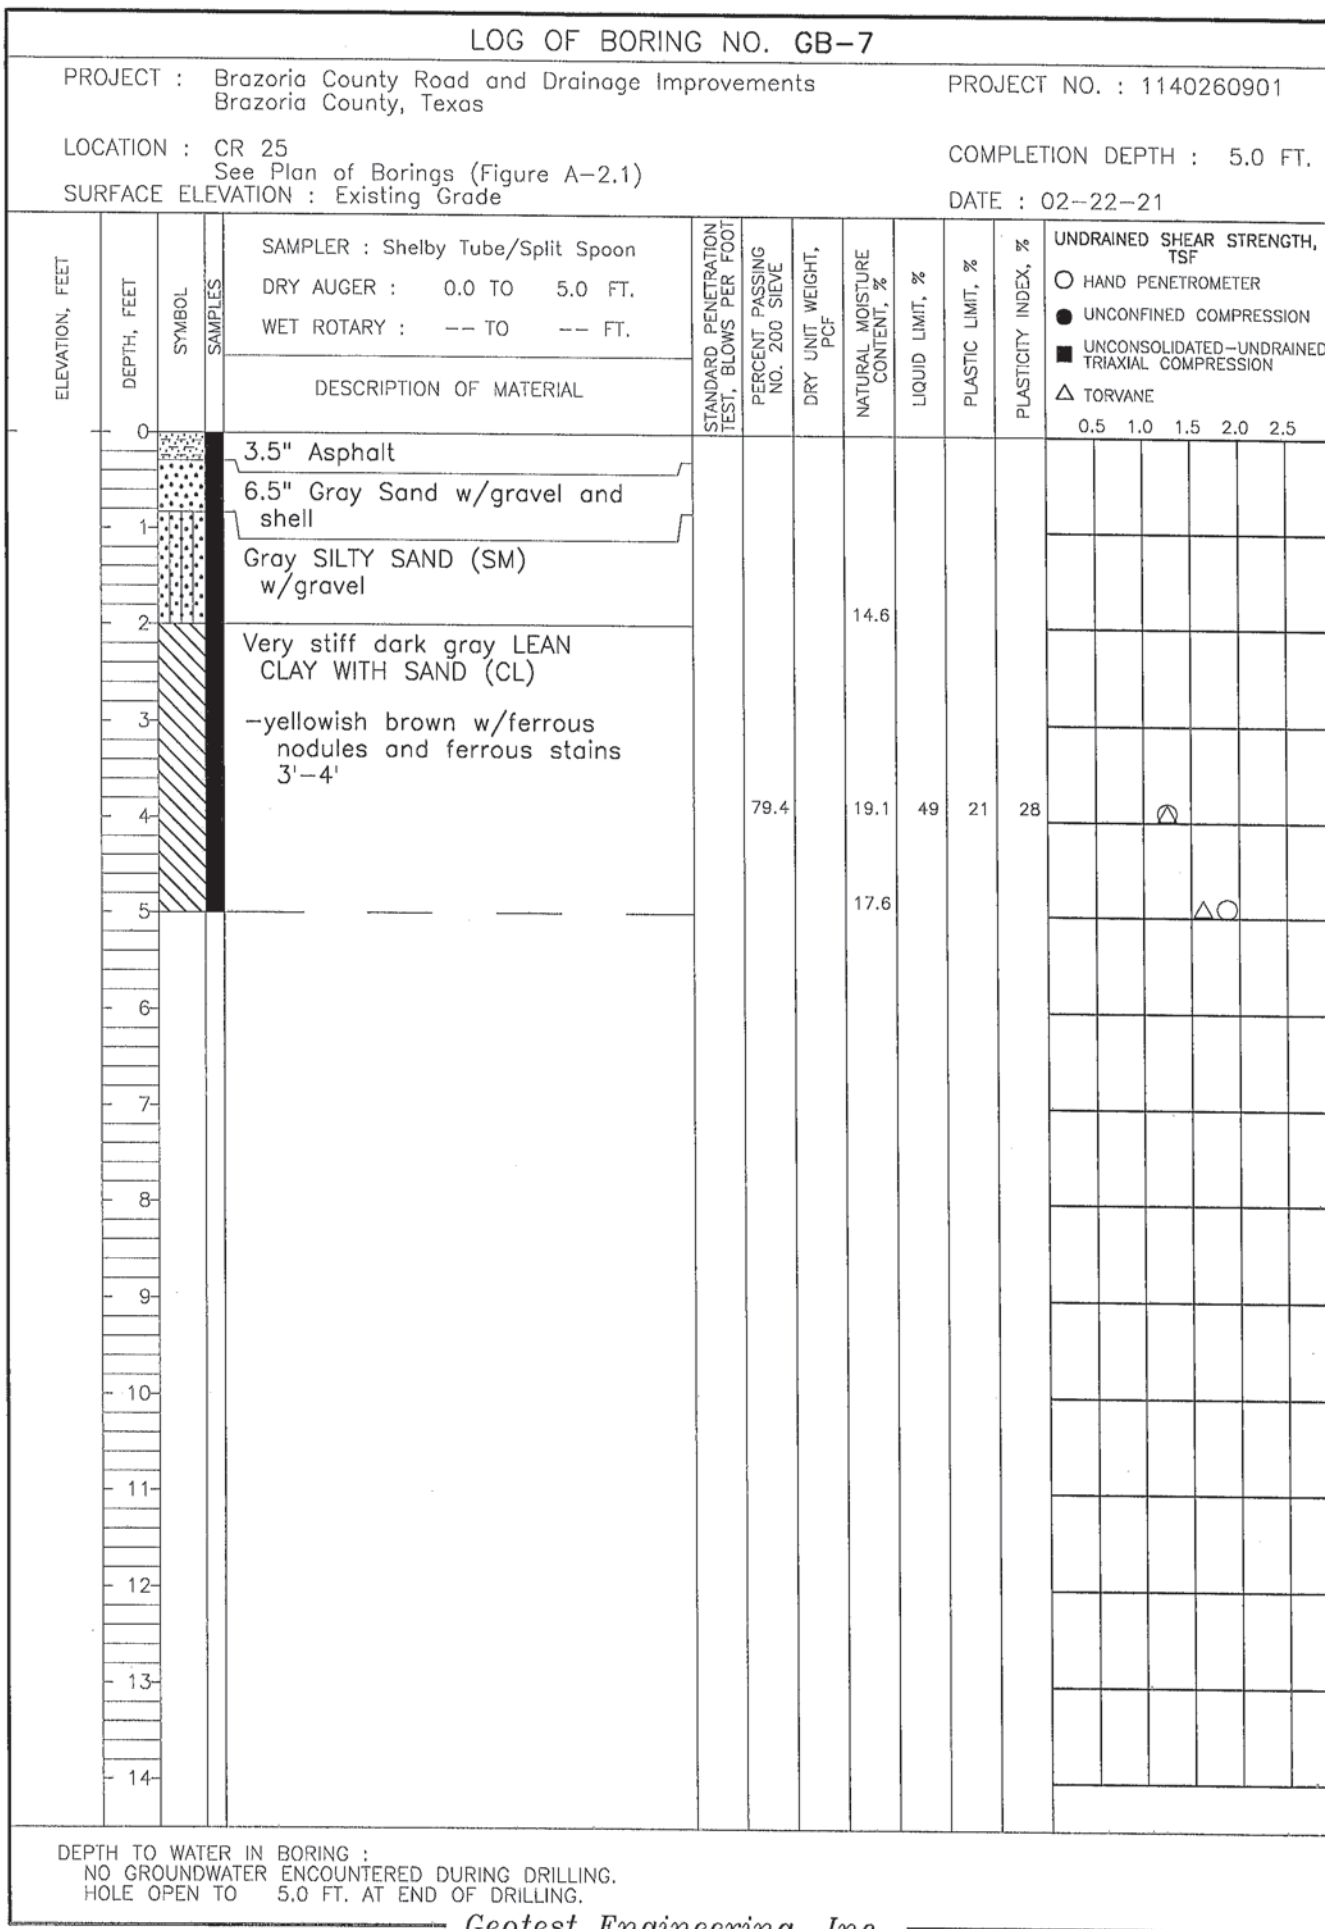 LOG OF BORING NO. GB-7
PROJECT : Brazoria County Road and Drainage Improvements
Brazoria County, Texas
PROJECT NO. : 1140260901
LOCATION : CR 25
See Plan of Borings (Figure A-2.1)
COMPLETION DEPTH : 5.0 FT.
SURFACE ELEVATION : Existing Grade
DATE : 02-22-21
ELEVATION, FEET
DEPTH, FEET
SYMBOL
SAMPLES
SAMPLER : Shelby Tube/Split Spoon
DRY AUGER : 0.0 TO 5.0 FT.
WET ROTARY : -- TO -- FT.
DESCRIPTION OF MATERIAL
STANDARD PENETRATION
TEST, BLOWS PER FOOT
PERCENT PASSING
NO. 200 SIEVE
DRY UNIT WEIGHT,
PCF
NATURAL MOISTURE
CONTENT, %
LIQUID LIMIT, %
PLASTIC LIMIT, %
PLASTICITY INDEX, %
UNDRAINED SHEAR STRENGTH,
TSF
HAND PENETROMETER
UNCONFINED COMPRESSION
UNCONSOLIDATED-UNDRAINED
TRIAXIAL COMPRESSION
TORVANE
0.5 1.0 1.5 2.0 2.5
0
3.5" Asphalt
6.5" Gray Sand w/gravel and
shell
1
Gray SILTY SAND (SM)
w/gravel
2
14.6
Very stiff dark gray LEAN
CLAY WITH SAND (CL)
3
-yellowish brown w/ferrous
nodules and ferrous stains
3'-4'
4
79.4 19.1 49 21 28
5
17.6
6
7
8
9
10
11
12
13
14
DEPTH TO WATER IN BORING :
NO GROUNDWATER ENCOUNTERED DURING DRILLING.
HOLE OPEN TO 5.0 FT. AT END OF DRILLING.
Geotest Engineering, Inc.